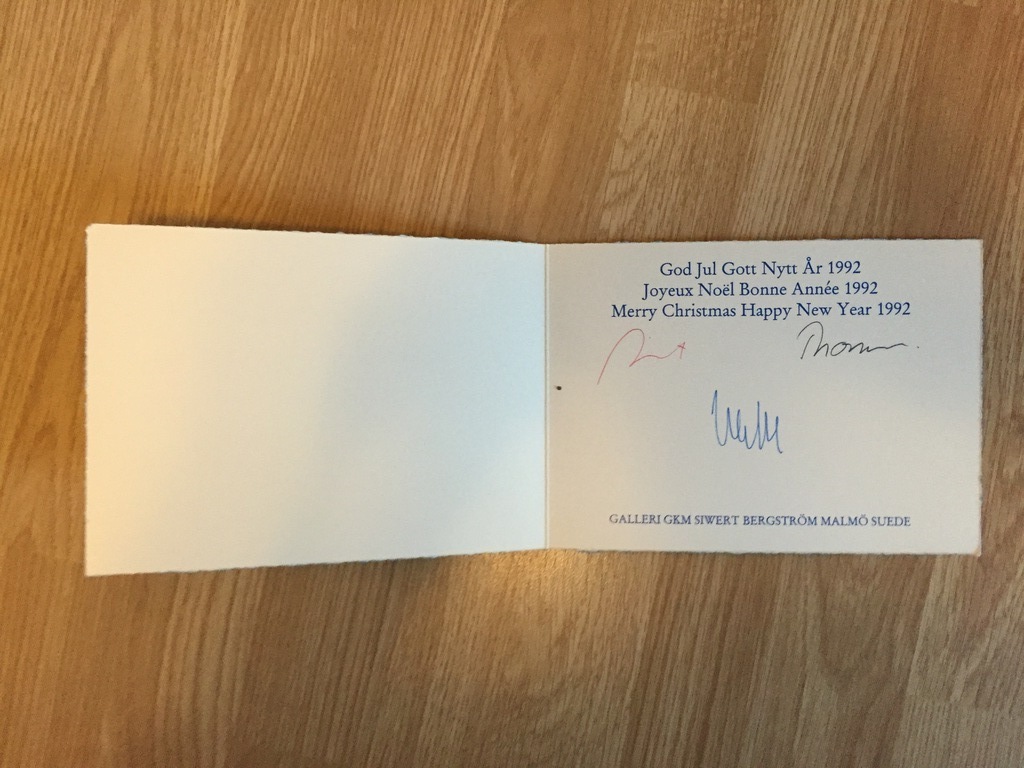 God Jul Gott Nytt År 1992
Joyeux Noël Bonne Année 1992
Merry Christmas Happy New Year 1992
GALLERI GKM SIWERT BERGSTRÖM MALMÖ SUEDE